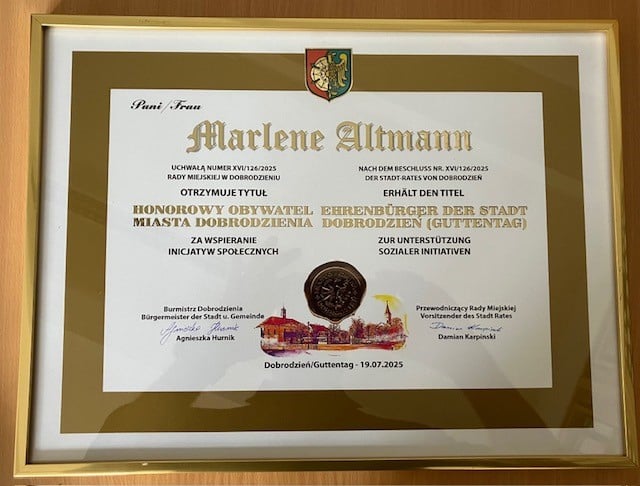 Pani / Frau
Marlene Altmann
UCHWAŁĄ NUMER XVI/126/2025
RADY MIEJSKIEJ W DOBRODZIENIU
OTRZYMUJE TYTUŁ
HONOROWY OBYWATEL
MIASTA DOBRODZIENIA
ZA WSPIERANIE
INICJATYW SPOŁECZNYCH
NACH DEM BESCHLUSS NR. XVI/126/2025
DER STADT-RATES VON DOBRODZIEŃ
ERHÄLT DEN TITEL
EHRENBÜRGER DER STADT
DOBRODZIEN (GUTTENTAG)
ZUR UNTERSTÜTZUNG
SOZIALER INITIATIVEN
Burmistrz Dobrodzienia
Bürgermeister der Stadt u. Gemeinde
Agnieszka Hurnik
Przewodniczący Rady Miejskiej
Vorsitzender des Stadt Rates
Damian Karpinski
Dobrodzień/Guttentag - 19.07.2025